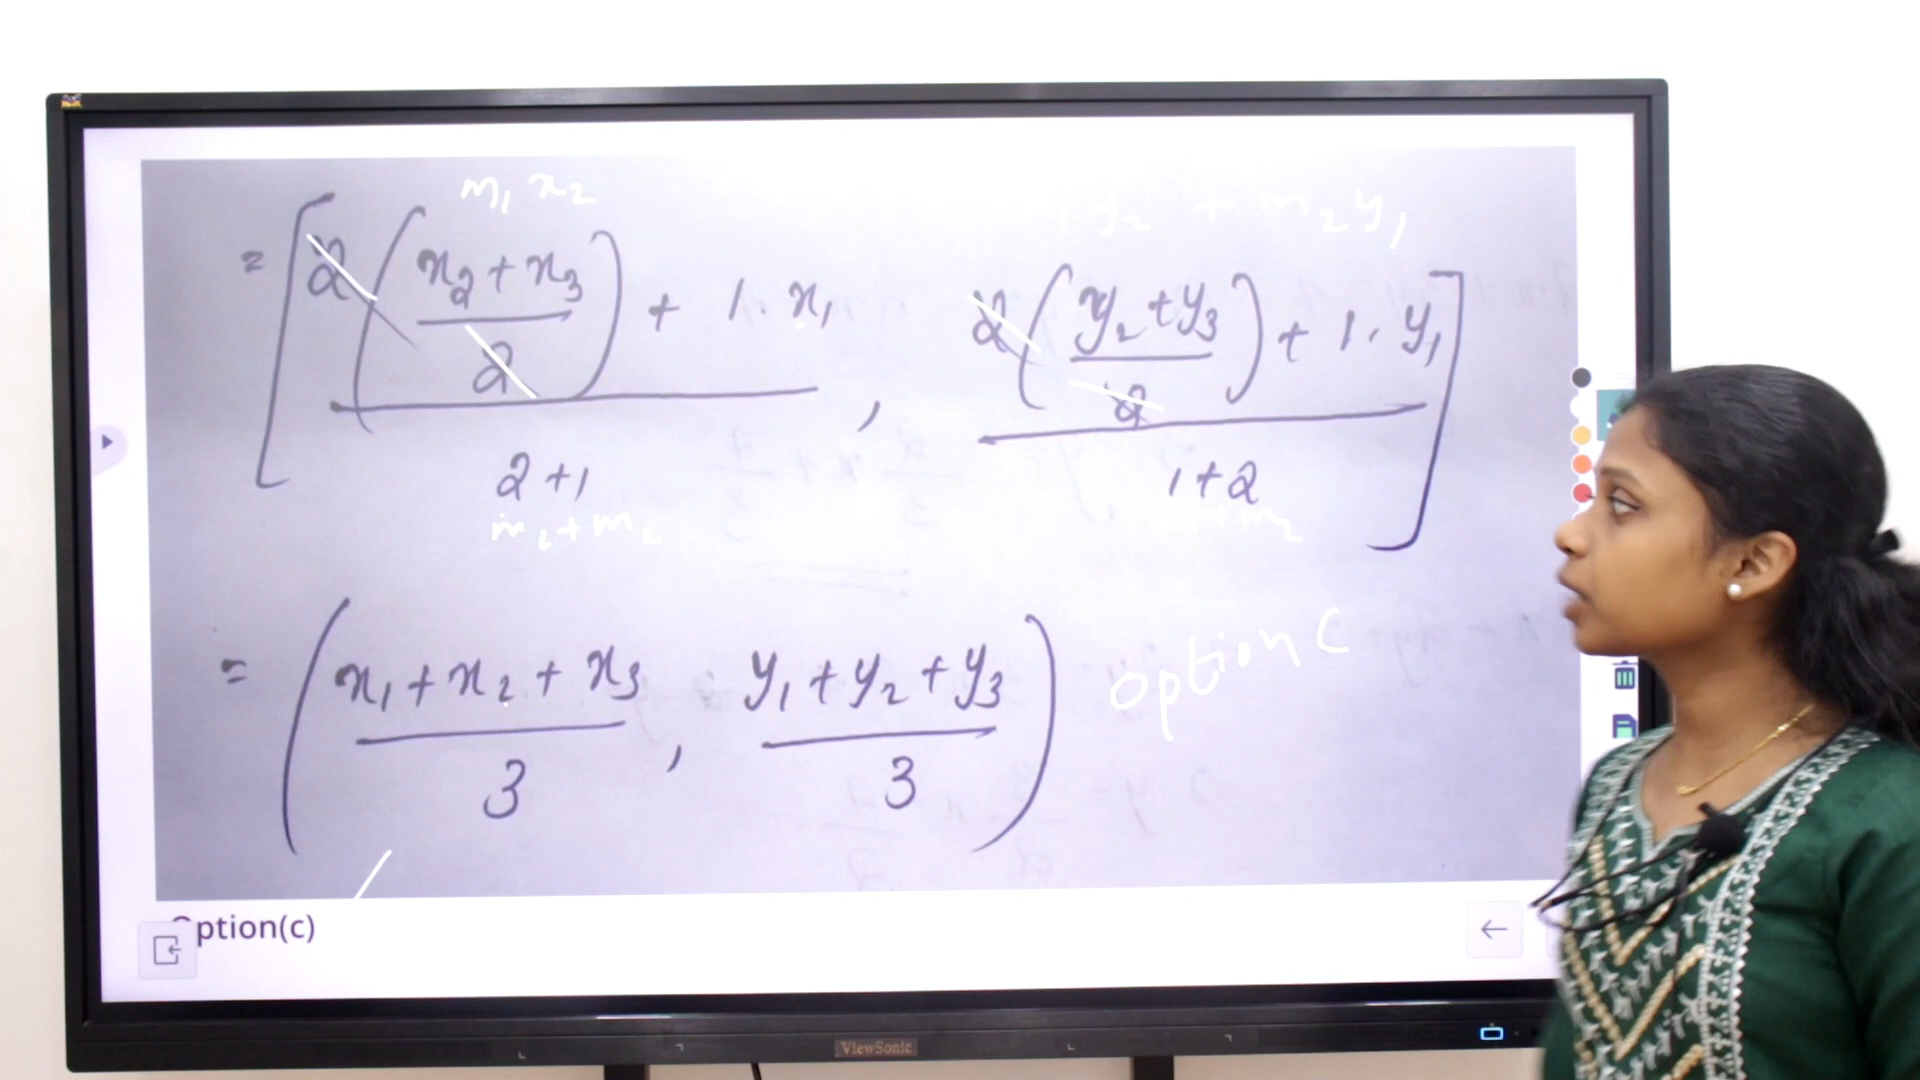 m₁ x₂
y₂ + m₂y₁
= [ 2 ( (x₂ + x₃) / 2 ) + 1 . x₁ / 2 + 1 , 2 ( (y₂ + y₃) / 2 ) + 1 . y₁ / 1 + 2 ]
+ m₂ + m₂
= ( x₁ + x₂ + x₃ / 3 , y₁ + y₂ + y₃ / 3 ) Option C
ption(c)
ViewSonic